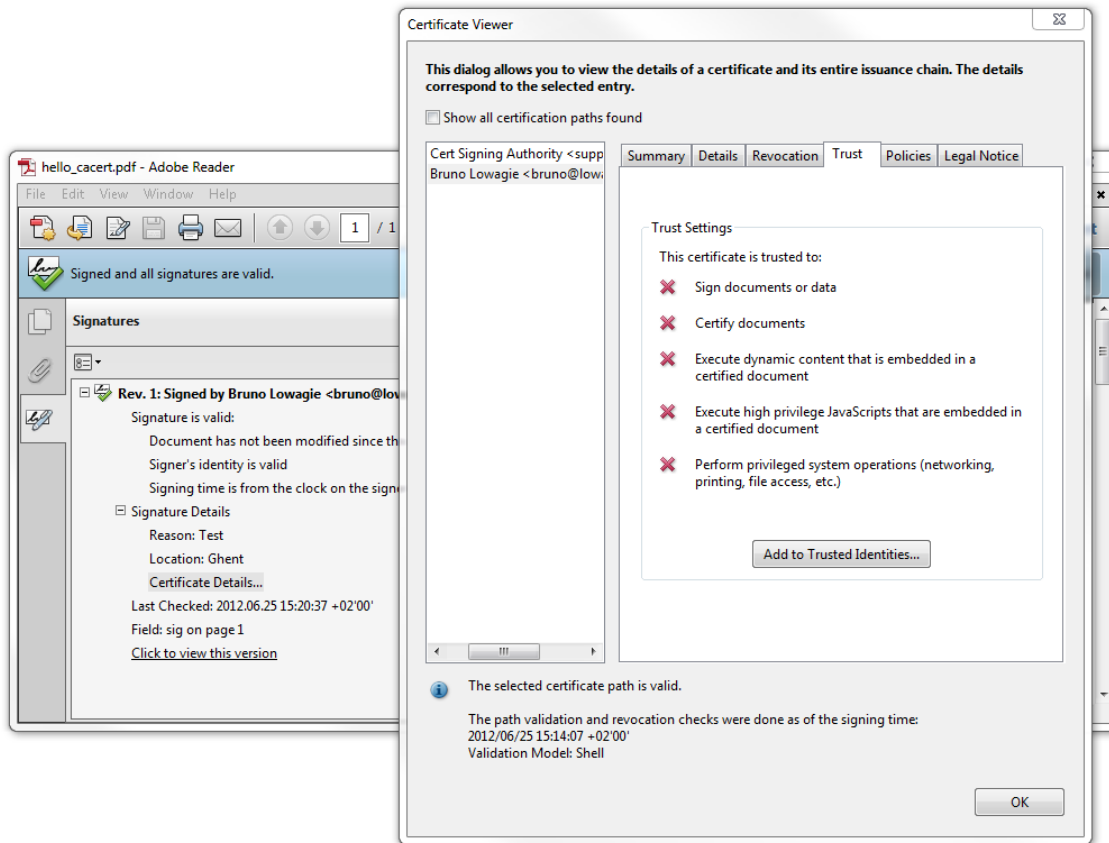 Certificate Viewer
This dialog allows you to view the details of a certificate and its entire issuance chain. The details
correspond to the selected entry.
Show all certification paths found
Cert Signing Authority <supp
Bruno Lowagie <bruno@lowa
Summary
Details
Revocation
Trust
Policies
Legal Notice
Trust Settings
This certificate is trusted to:
Sign documents or data
Certify documents
Execute dynamic content that is embedded in a
certified document
Execute high privilege JavaScripts that are embedded in
a certified document
Perform privileged system operations (networking,
printing, file access, etc.)
Add to Trusted Identities...
The selected certificate path is valid.
The path validation and revocation checks were done as of the signing time:
2012/06/25 15:14:07 +02'00'
Validation Model: Shell
OK
hello_cacert.pdf - Adobe Reader
File Edit View Window Help
1 / 1
Signed and all signatures are valid.
Signatures
Rev. 1: Signed by Bruno Lowagie <bruno@low
Signature is valid:
Document has not been modified since th
Signer's identity is valid
Signing time is from the clock on the signe
Signature Details
Reason: Test
Location: Ghent
Certificate Details...
Last Checked: 2012.06.25 15:20:37 +02'00'
Field: sig on page 1
Click to view this version